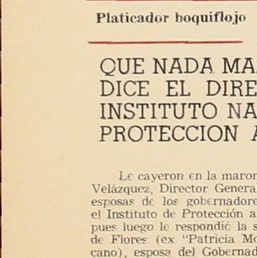 Platicador boquiflojo
QUE NADA MA
DICE EL DIRE
INSTITUTO NA
PROTECCION A
Le cayeron en la maron
Velázquez, Director Genera
esposas de los gobernadore
el Instituto de Protección a
pues luego le respondió la s
de Flores (ex "Patricia Mo
cano), esposa del Gobernad